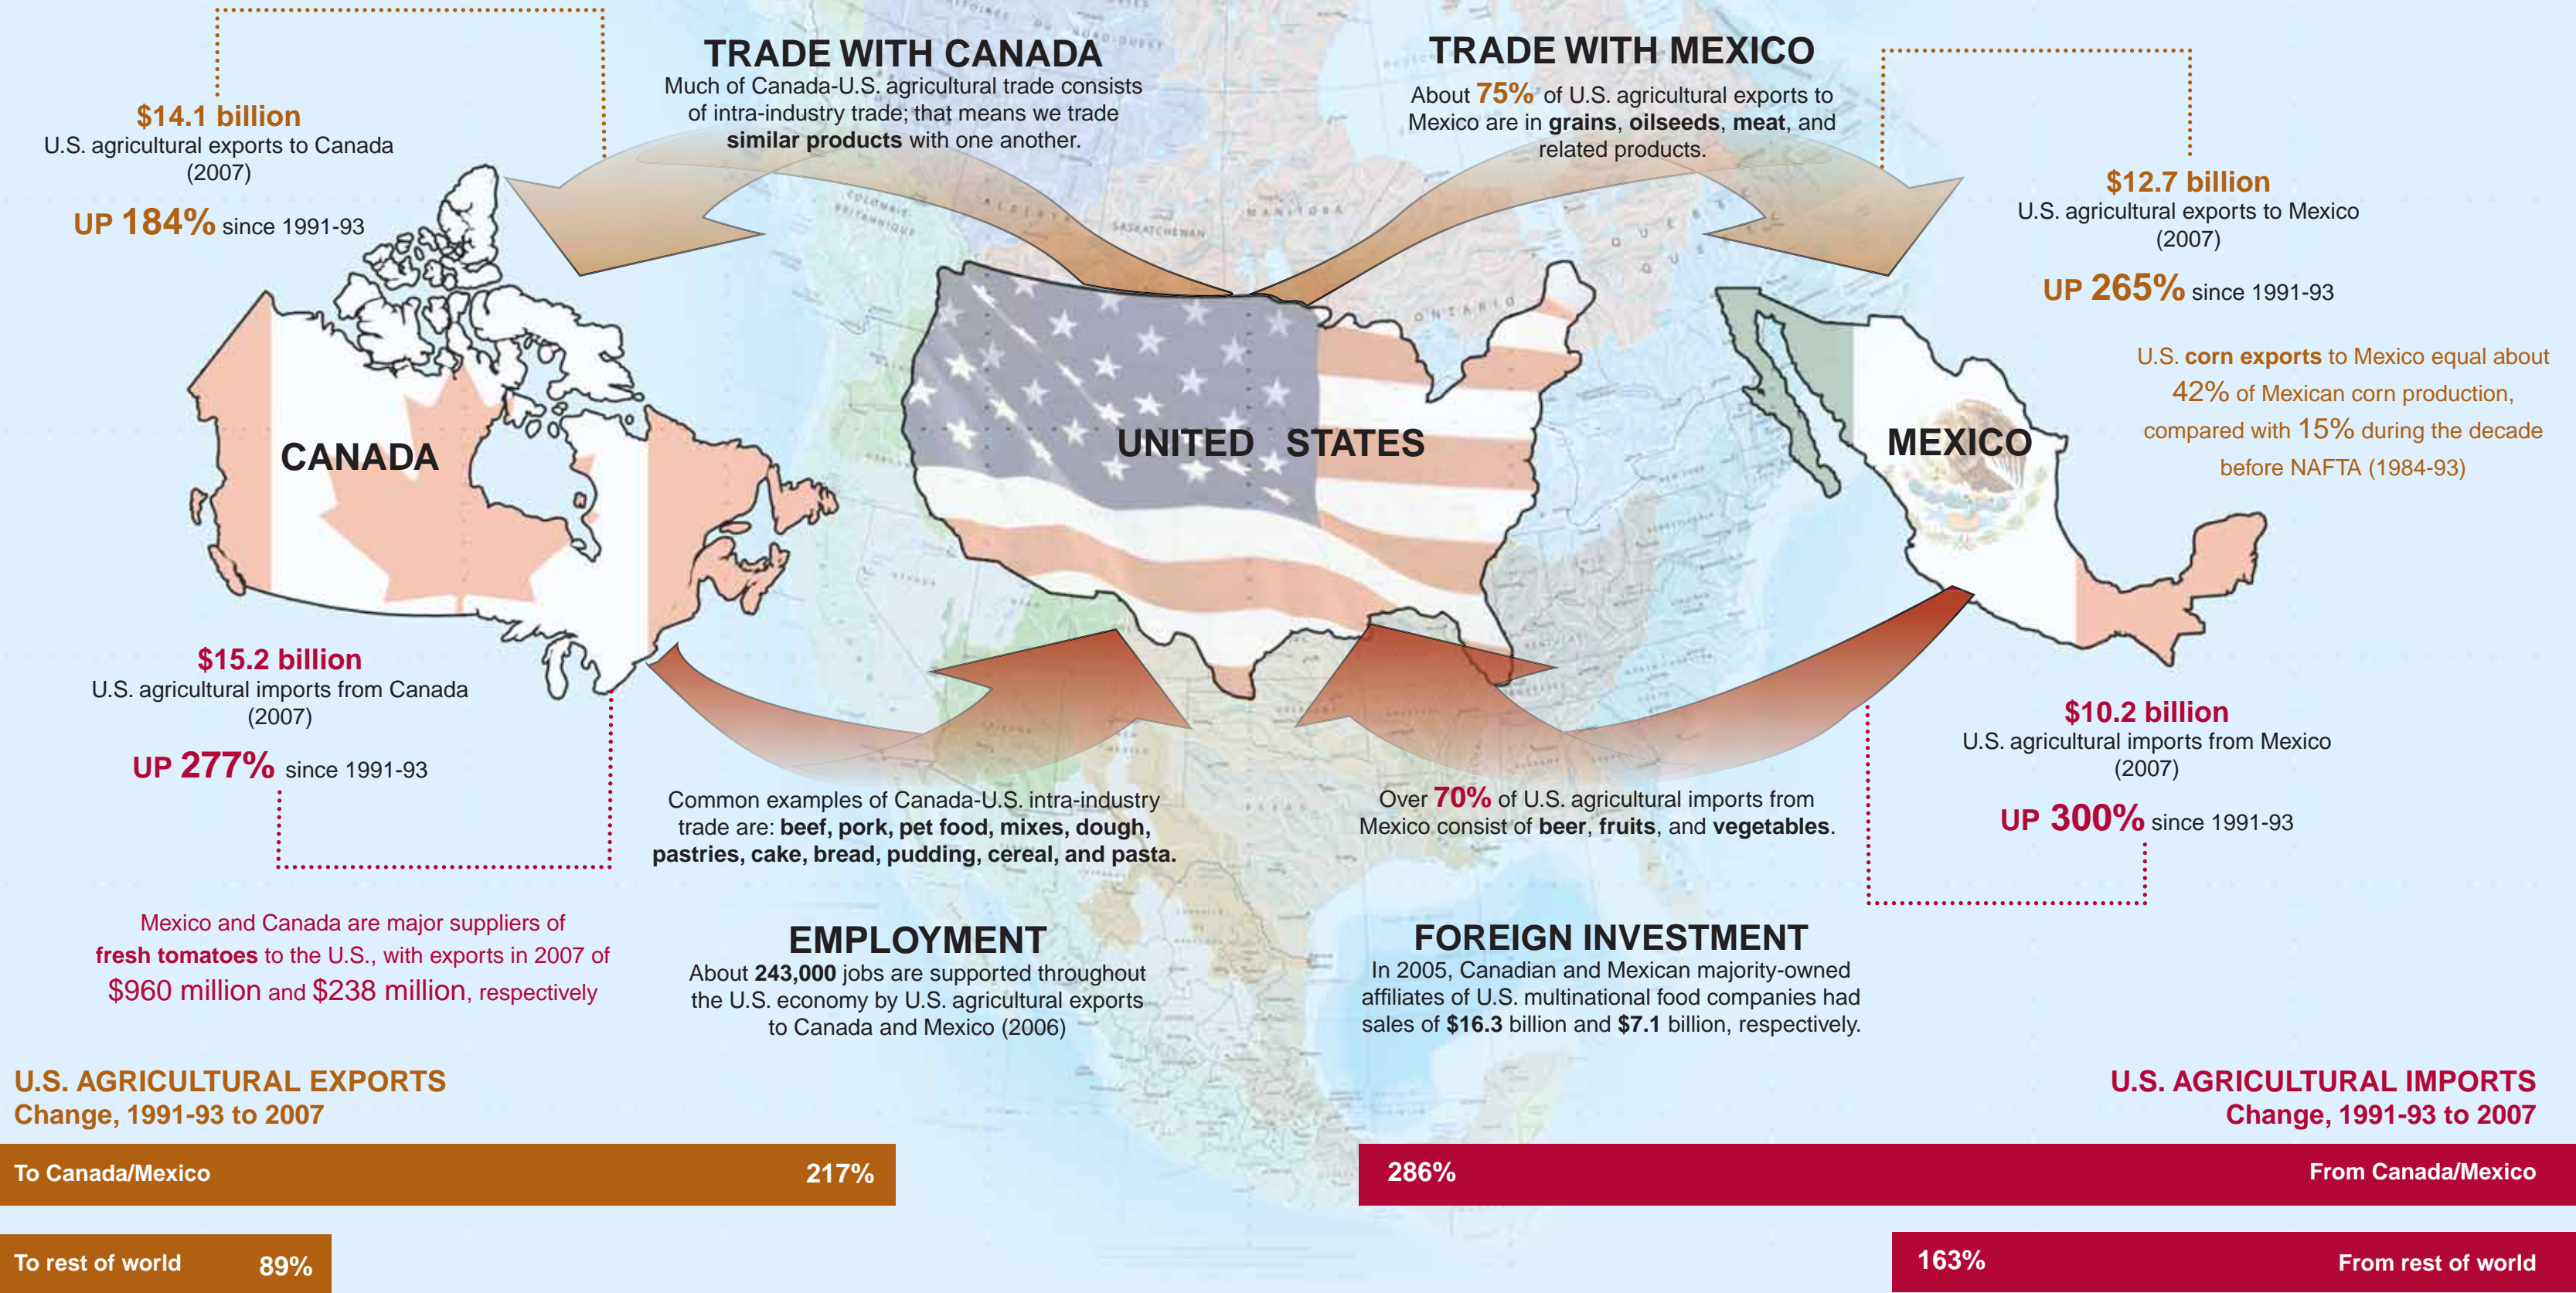 TRADE WITH CANADA
Much of Canada-U.S. agricultural trade consists
of intra-industry trade; that means we trade
similar products with one another.
TRADE WITH MEXICO
About 75% of U.S. agricultural exports to
Mexico are in grains, oilseeds, meat, and
related products.
$14.1 billion
U.S. agricultural exports to Canada
(2007)
UP 184% since 1991-93
$12.7 billion
U.S. agricultural exports to Mexico
(2007)
UP 265% since 1991-93
U.S. corn exports to Mexico equal about
42% of Mexican corn production,
compared with 15% during the decade
before NAFTA (1984-93)
COLOMBIE-
BRITANNIQUE
ALBERTA
SASKATCHEWAN
MANITOBA
ONTARIO
CANADA
UNITED STATES
MEXICO
$15.2 billion
U.S. agricultural imports from Canada
(2007)
UP 277% since 1991-93
$10.2 billion
U.S. agricultural imports from Mexico
(2007)
UP 300% since 1991-93
Common examples of Canada-U.S. intra-industry
trade are: beef, pork, pet food, mixes, dough,
pastries, cake, bread, pudding, cereal, and pasta.
Over 70% of U.S. agricultural imports from
Mexico consist of beer, fruits, and vegetables.
Mexico and Canada are major suppliers of
fresh tomatoes to the U.S., with exports in 2007 of
$960 million and $238 million, respectively
EMPLOYMENT
About 243,000 jobs are supported throughout
the U.S. economy by U.S. agricultural exports
to Canada and Mexico (2006)
FOREIGN INVESTMENT
In 2005, Canadian and Mexican majority-owned
affiliates of U.S. multinational food companies had
sales of $16.3 billion and $7.1 billion, respectively.
U.S. AGRICULTURAL EXPORTS
Change, 1991-93 to 2007
To Canada/Mexico 217%
To rest of world 89%
U.S. AGRICULTURAL IMPORTS
Change, 1991-93 to 2007
286% From Canada/Mexico
163% From rest of world